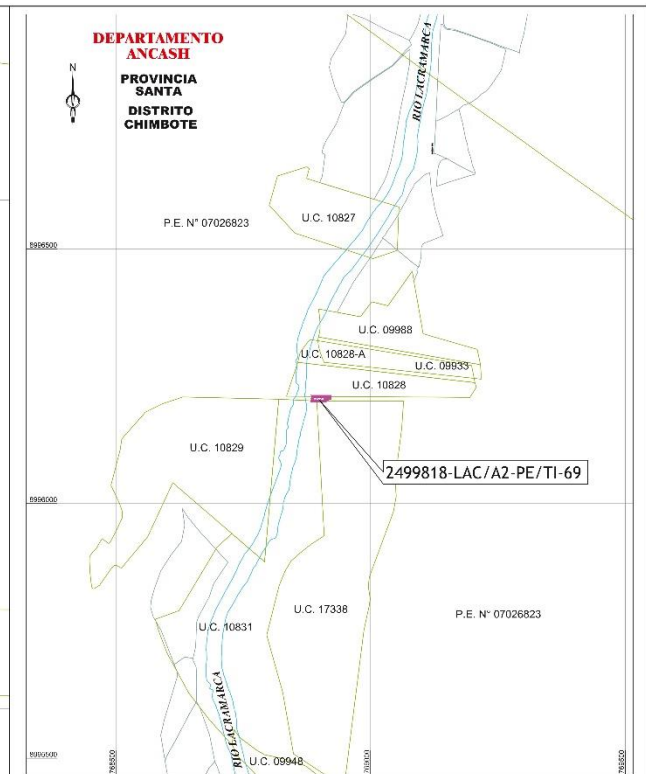 DEPARTAMENTO
ANCASH
N
PROVINCIA
SANTA
DISTRITO
CHIMBOTE
RIO LACRAMARCA
U.C. 10827
P.E. N° 07026823
8996500
U.C. 09988
U.C. 10828-A
U.C. 09933
U.C. 10828
U.C. 10829
2499818-LAC/A2-PE/TI-69
8996000
U.C. 17338
P.E. N° 07026823
U.C. 10831
RIO LACRAMARCA
U.C. 09948